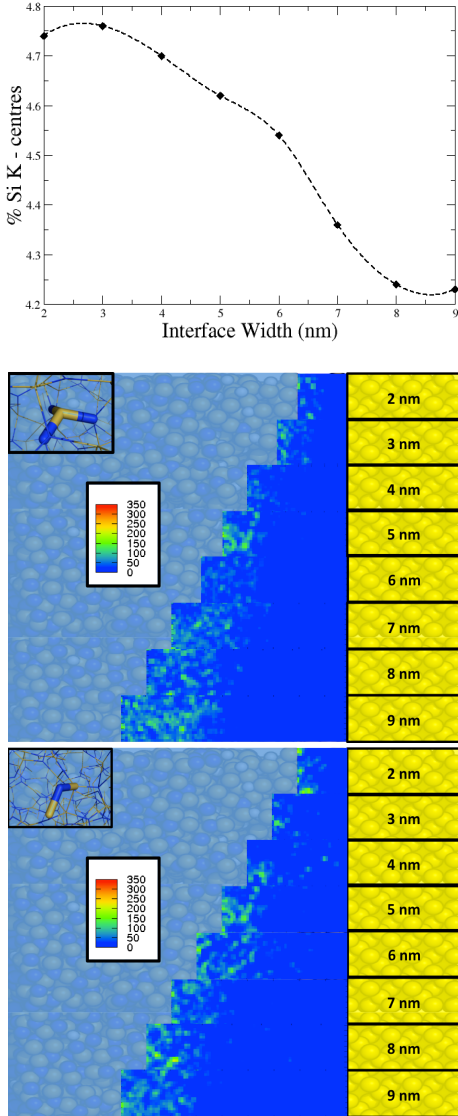 4.8
4.7
4.6
4.5
4.4
4.3
4.2
% Si K - centres
2 3 4 5 6 7 8 9
Interface Width (nm)
350
300
250
200
150
100
50
0
2 nm
3 nm
4 nm
5 nm
6 nm
7 nm
8 nm
9 nm
350
300
250
200
150
100
50
0
2 nm
3 nm
4 nm
5 nm
6 nm
7 nm
8 nm
9 nm